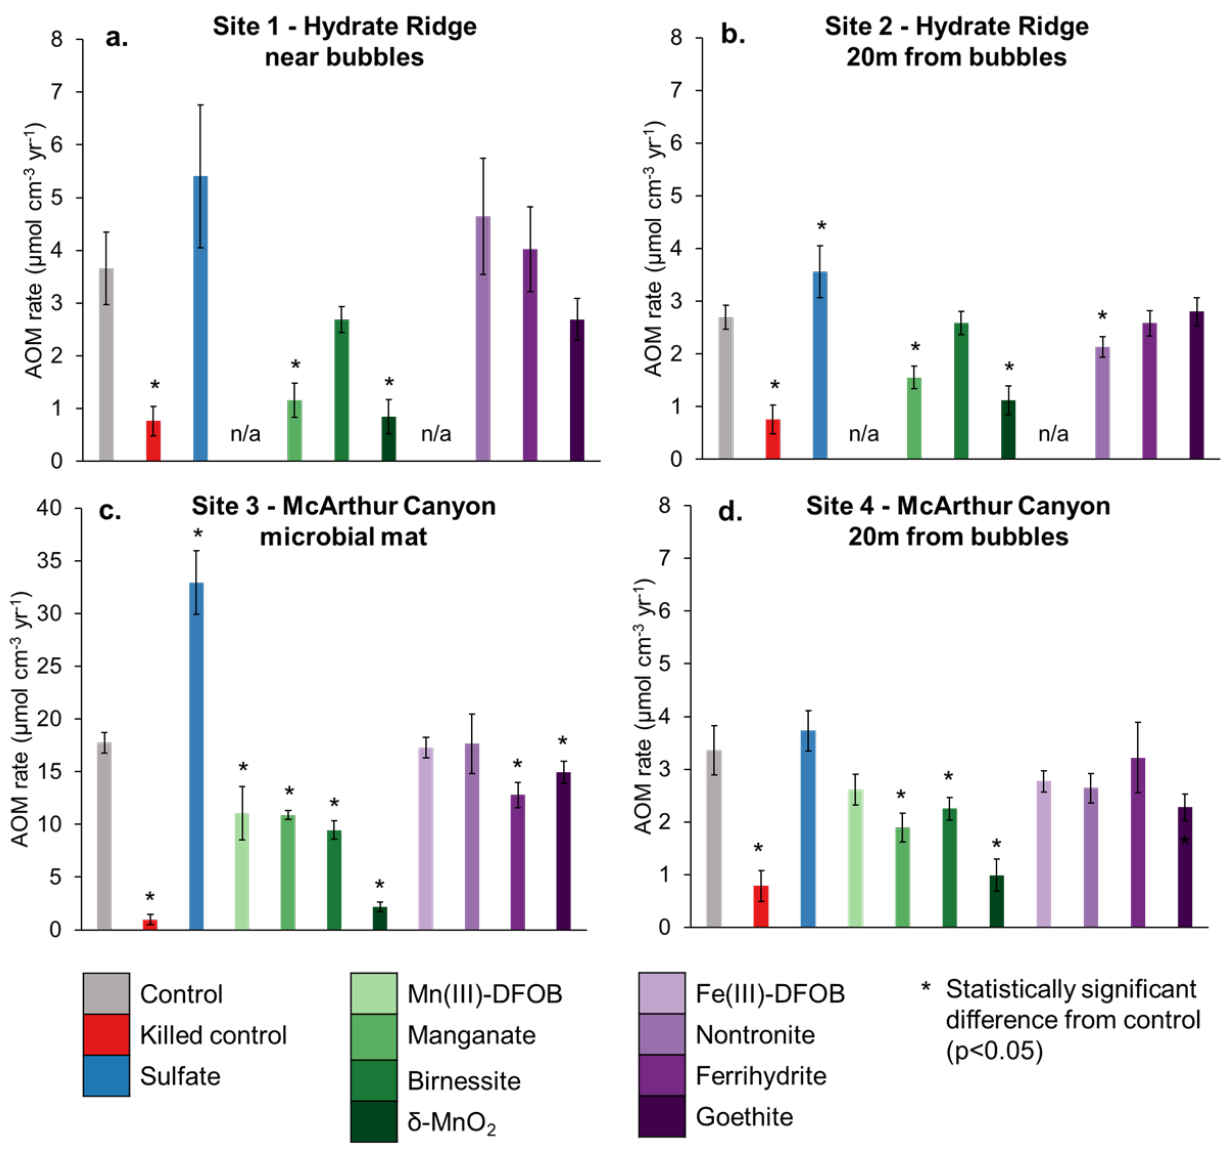 a.
Site 1 - Hydrate Ridge
near bubbles
AOM rate (µmol cm-3 yr-1)
8
7
6
5
4
3
2
1
0
*
n/a
*
*
n/a
b.
Site 2 - Hydrate Ridge
20m from bubbles
AOM rate (µmol cm-3 yr-1)
8
7
6
5
4
3
2
1
0
*
*
n/a
*
*
n/a
*
c.
Site 3 - McArthur Canyon
microbial mat
AOM rate (µmol cm-3 yr-1)
40
35
30
25
20
15
10
5
0
*
*
*
*
*
*
*
*
d.
Site 4 - McArthur Canyon
20m from bubbles
AOM rate (µmol cm-3 yr-1)
8
7
6
5
4
3
2
1
0
*
*
*
*
*
Control
Killed control
Sulfate
Mn(III)-DFOB
Manganate
Birnessite
δ-MnO2
Fe(III)-DFOB
Nontronite
Ferrihydrite
Goethite
* Statistically significant
difference from control
(p<0.05)